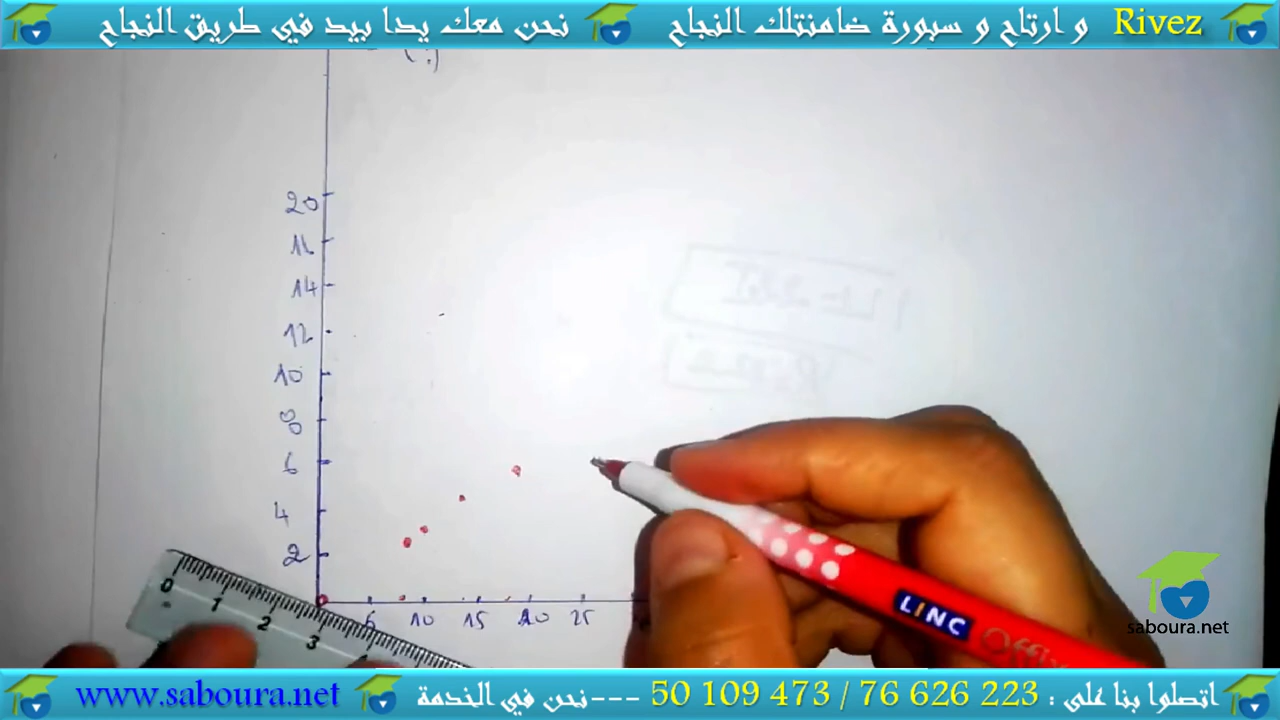 Rivez و ارتاح و سبورة ضامنتلك النجاح
نحن معك يدا بيد في طريق النجاح
(:)
20
16
14
12
10
8
6
4
2
5 10 15 20 25
0 1 2 3
LINC Offix
saboura.net
اتصلوا بنا على : 223 626 76 / 473 109 50 ---نحن في الخدمة
www.saboura.net